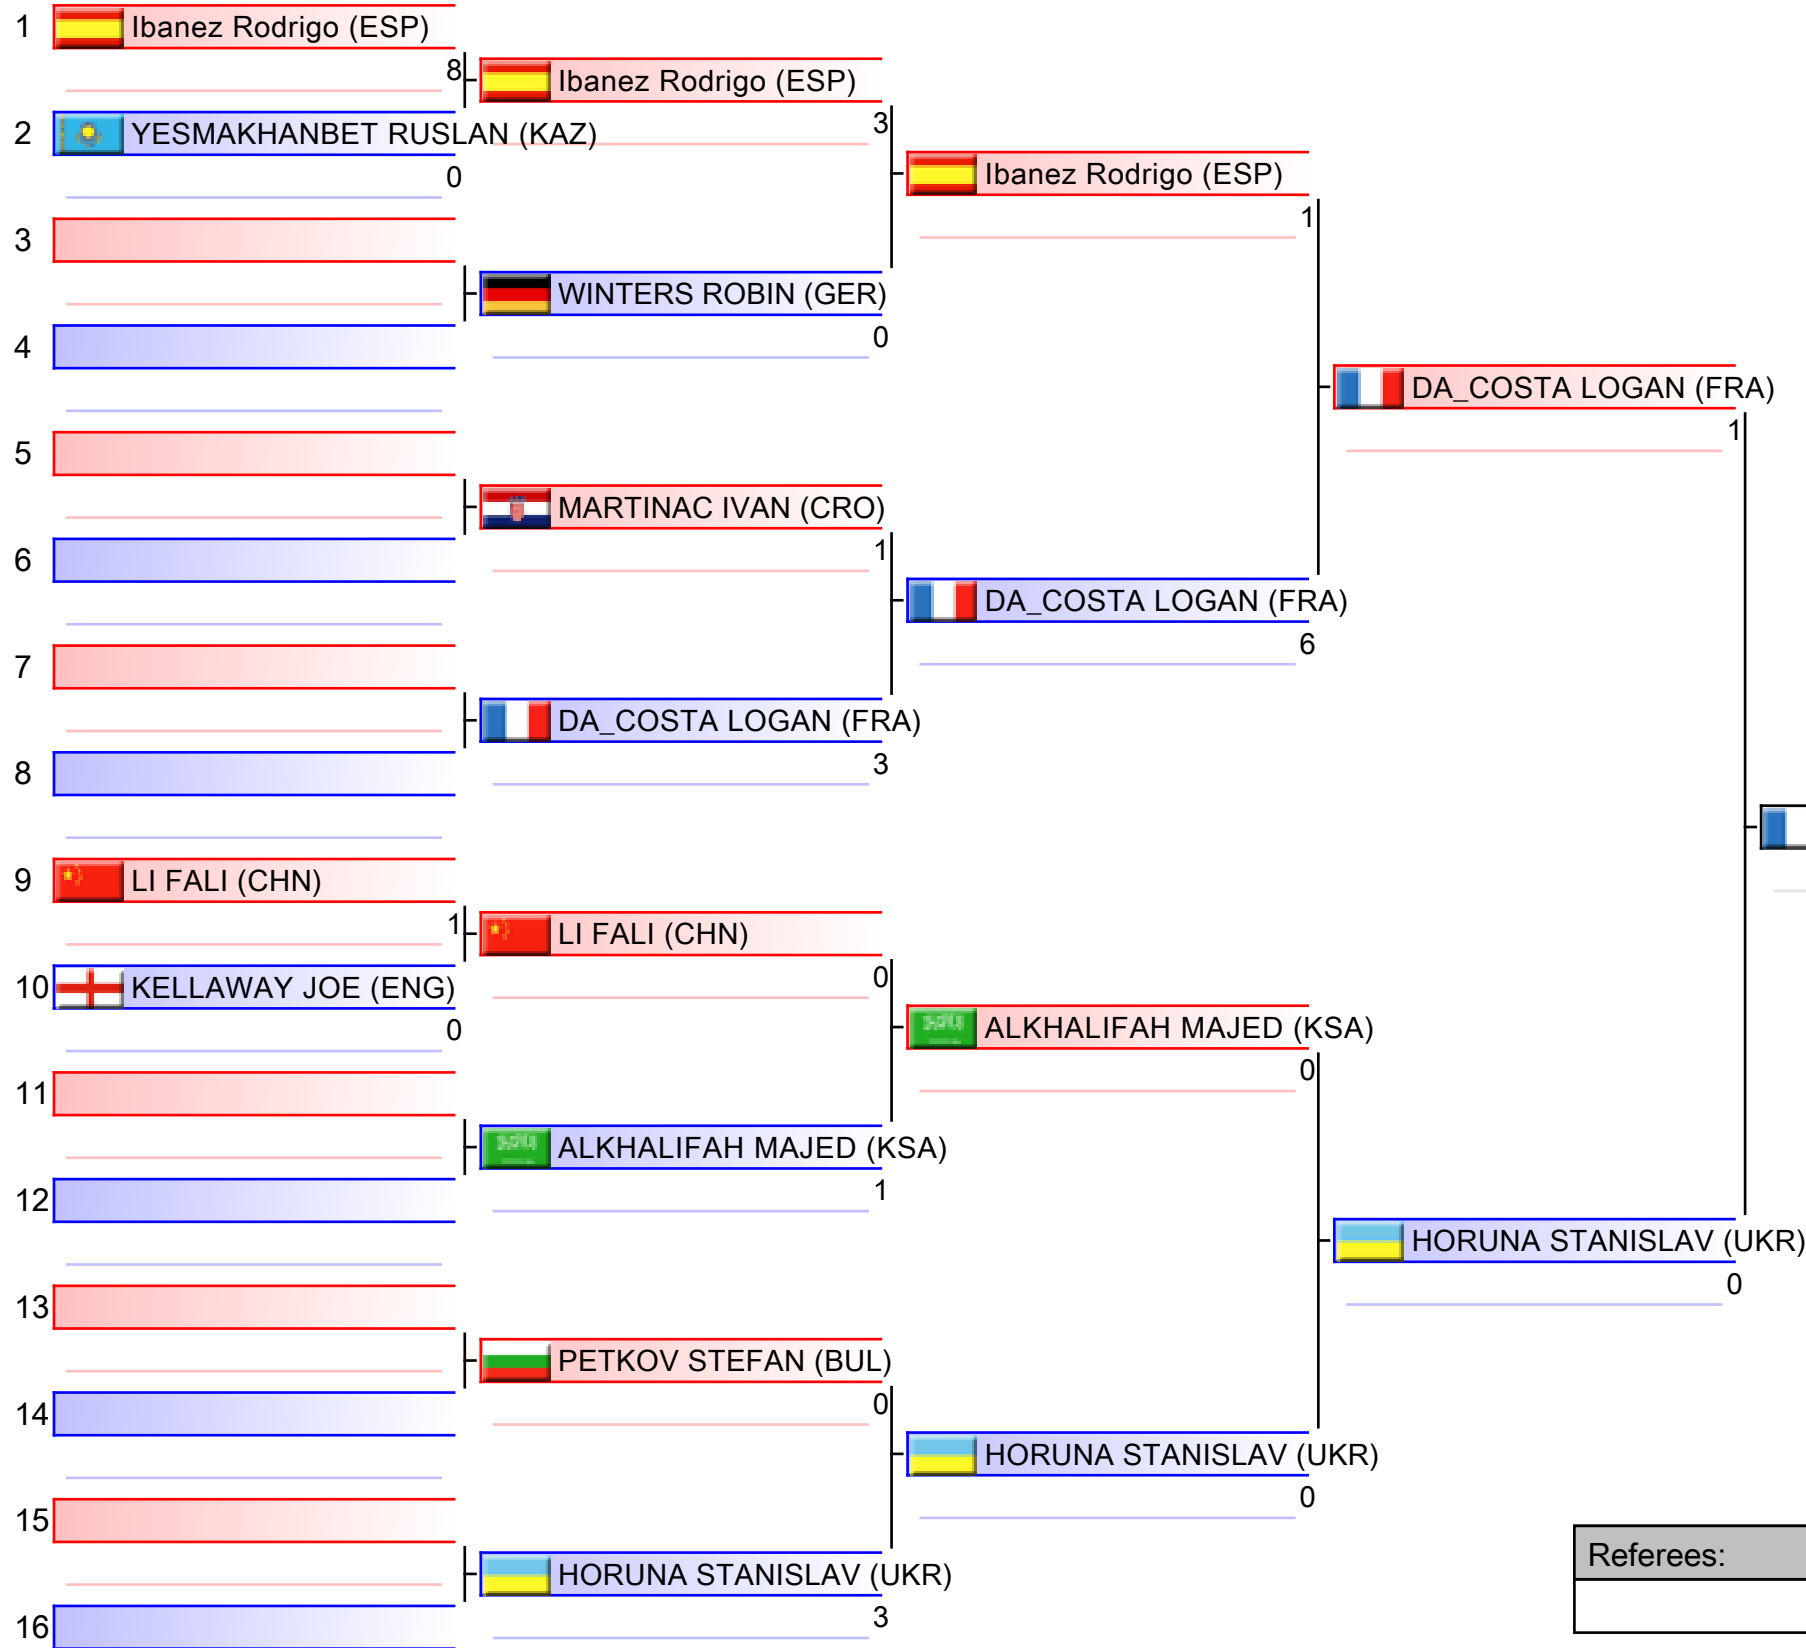 1 Ibanez Rodrigo (ESP)
8 Ibanez Rodrigo (ESP)
2 YESMAKHANBET RUSLAN (KAZ) 3
0 Ibanez Rodrigo (ESP)
3 1
WINTERS ROBIN (GER)
4 0
DA_COSTA LOGAN (FRA)
5 1
MARTINAC IVAN (CRO)
6 1
DA_COSTA LOGAN (FRA)
7 6
DA_COSTA LOGAN (FRA)
8 3
9 LI FALI (CHN)
1 LI FALI (CHN)
10 KELLAWAY JOE (ENG) 0
0 ALKHALIFAH MAJED (KSA)
11 0
ALKHALIFAH MAJED (KSA)
12 1
HORUNA STANISLAV (UKR)
13 0
PETKOV STEFAN (BUL)
14 0
HORUNA STANISLAV (UKR)
15 0
Referees:
HORUNA STANISLAV (UKR)
16 3